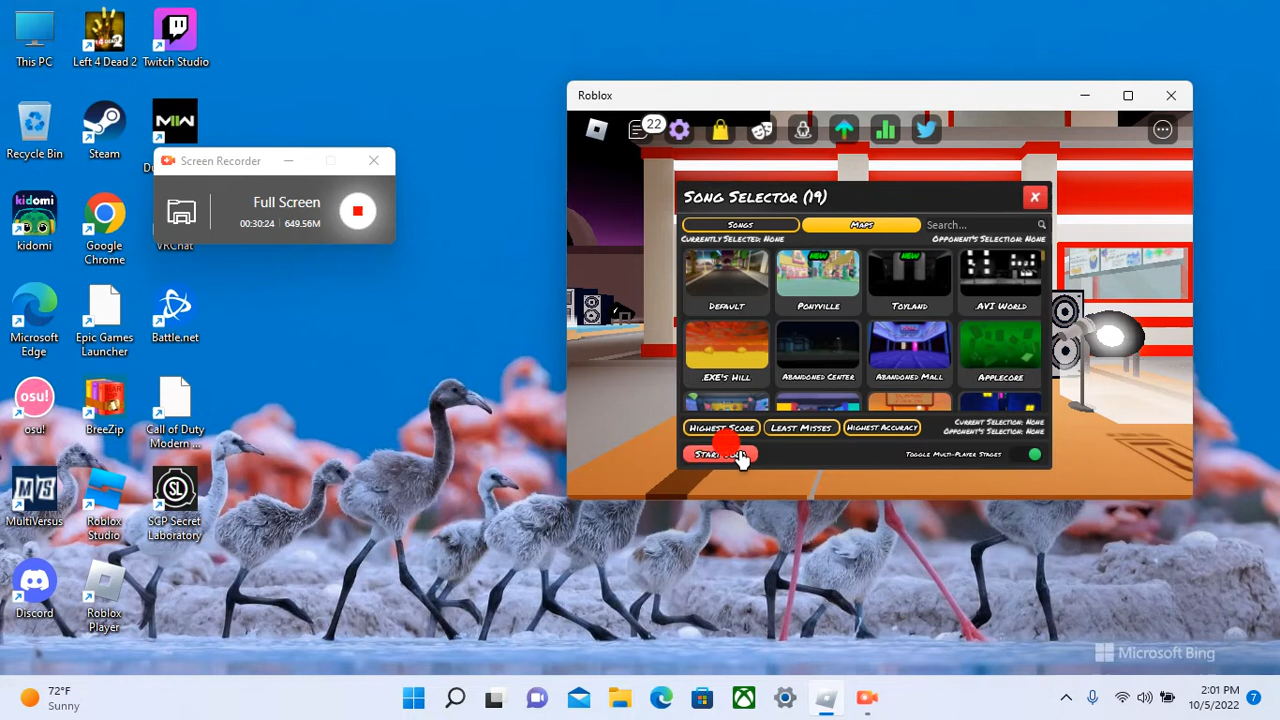 This PC
Left 4 Dead 2
Twitch Studio
Recycle Bin
Steam
MW
kidomi
kidomi
Google Chrome
VRChat
Microsoft Edge
Epic Games Launcher
Battle.net
osu!
osu!
BreeZip
Call of Duty Modern ...
MultiVersus
Roblox Studio
SCP Secret Laboratory
Discord
Roblox Player
Screen Recorder
Full Screen
00:30:24 | 649.56M
Roblox
22
Song Selector (19)
X
Songs
Maps
Search...
Currently Selected: None
Opponent's Selection: None
Default
NEW
Ponyville
NEW
Toyland
.AVI World
.EXE's Hill
Abandoned Center
Abandoned Mall
Applecore
Highest Score
Least Misses
Highest Accuracy
Current Selection: None
Opponent's Selection: None
Toggle Multi-Player Stages
Microsoft Bing
72°F
Sunny
2:01 PM
10/5/2022
7